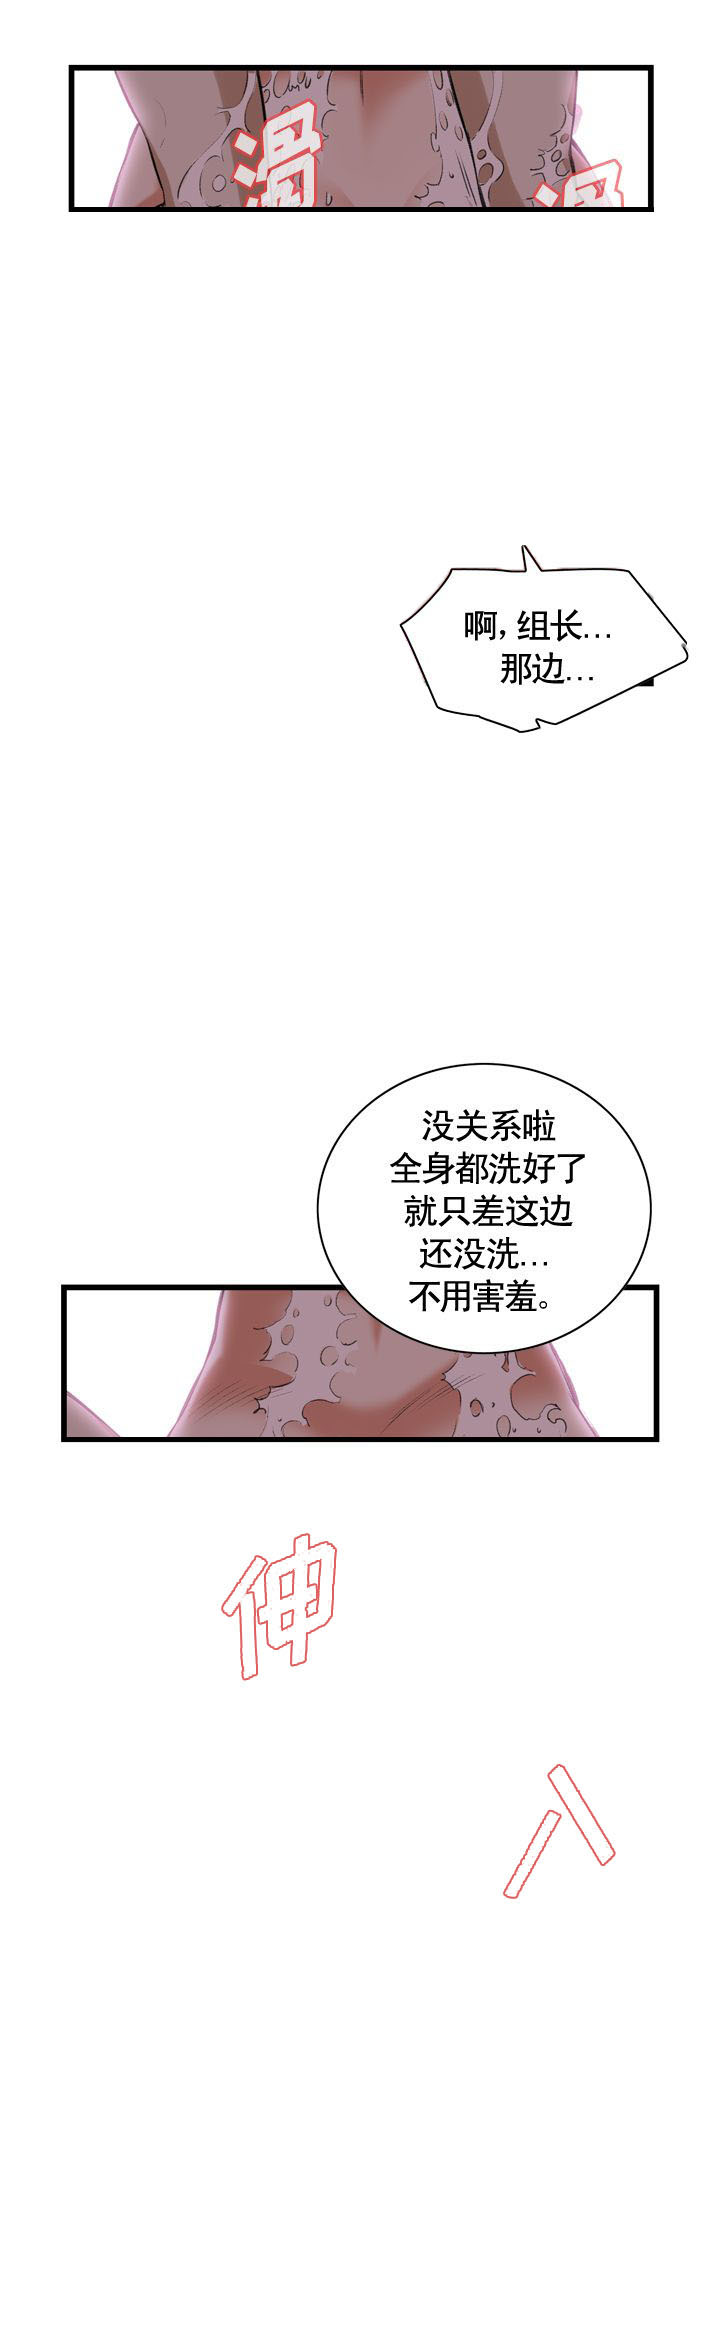 滑
滑
啊，组长…
那边…
没关系啦
全身都洗好了
就只差这边
还没洗…
不用害羞。
伸